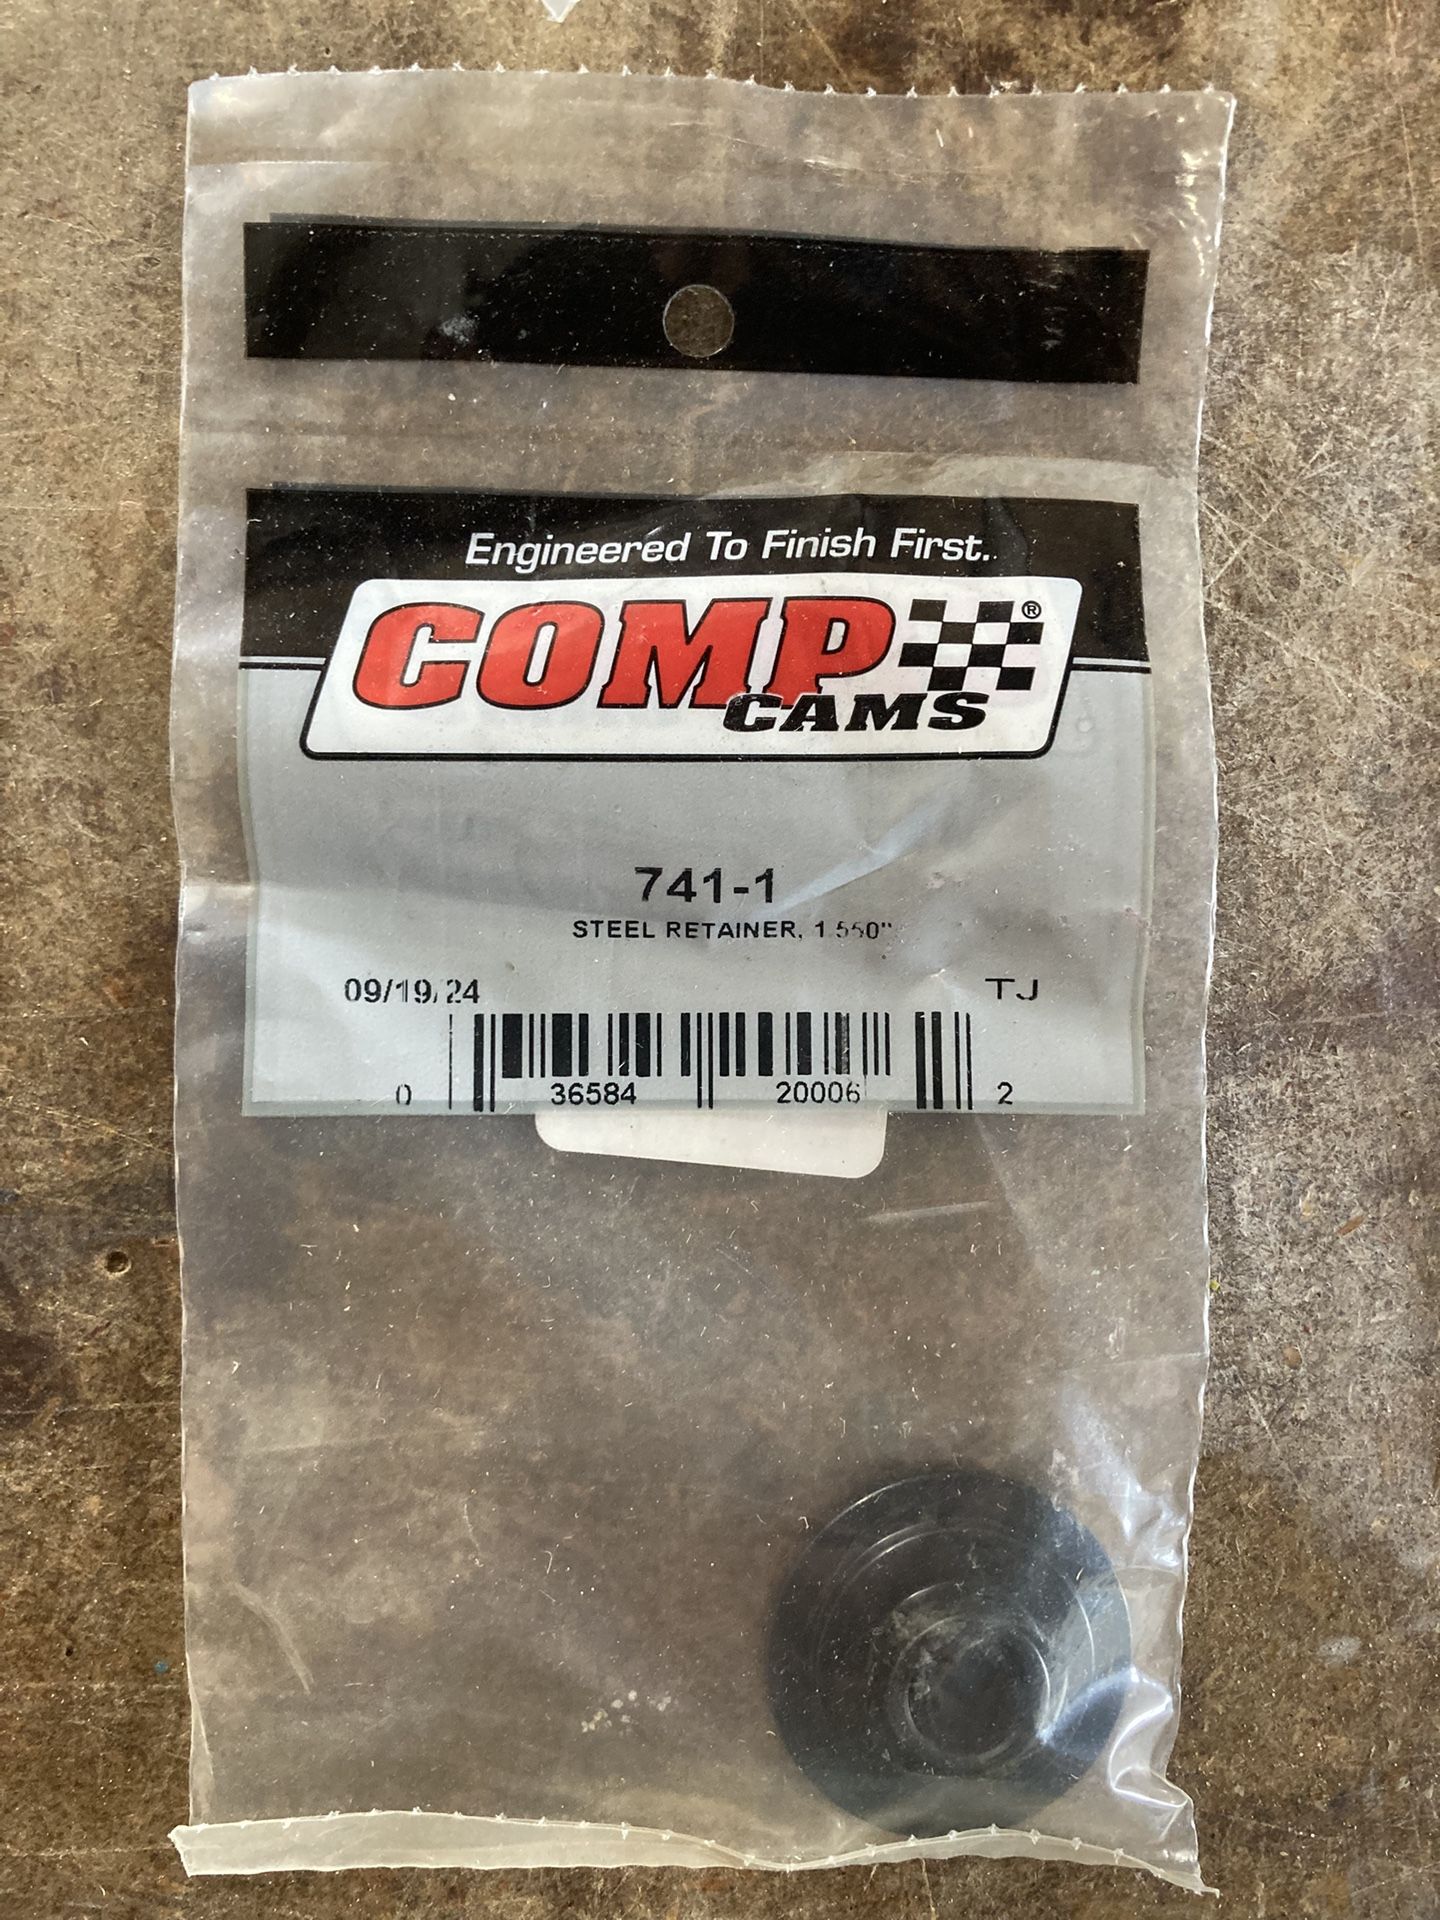 Engineered To Finish First.
COMP ®
CAMS
741-1
STEEL RETAINER, 1.550"
09/19/24 TJ
0 36584 20006 2